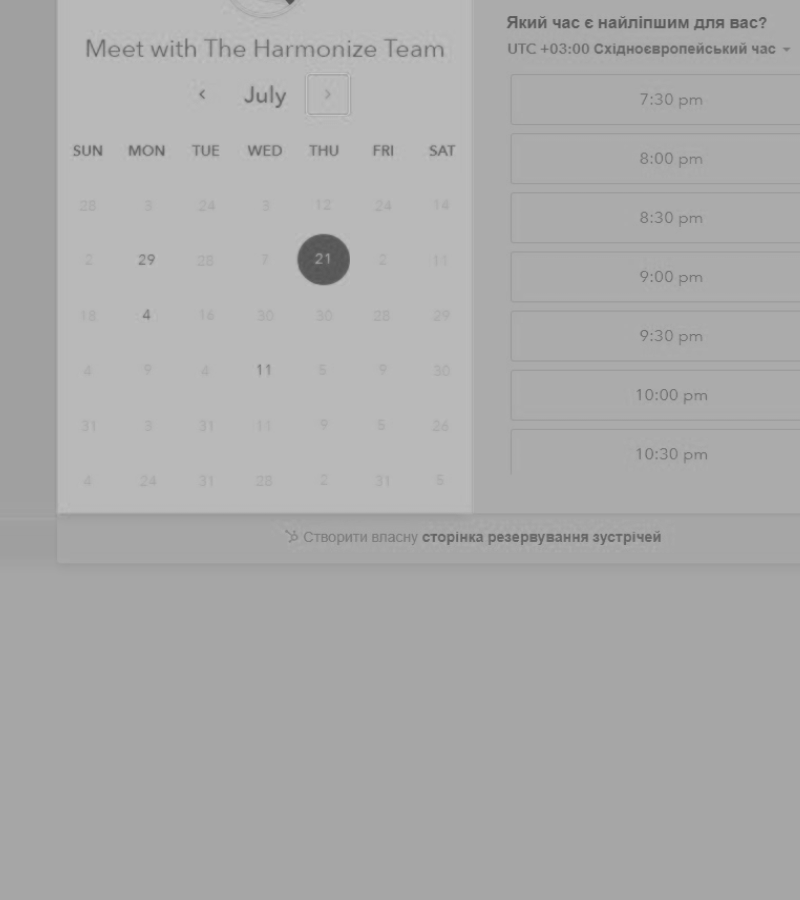 Meet with The Harmonize Team
July
SUN MON TUE WED THU FRI SAT
28 3 24 3 12 24 14
2 29 28 7 21 2 11
18 4 16 30 30 28 29
4 9 4 11 5 9 30
31 3 31 11 9 5 26
4 24 31 28 2 31 5
Який час є найліпшим для вас?
UTC +03:00 Східноєвропейський час
7:30 pm
8:00 pm
8:30 pm
9:00 pm
9:30 pm
10:00 pm
10:30 pm
Створити власну сторінка резервування зустрічей